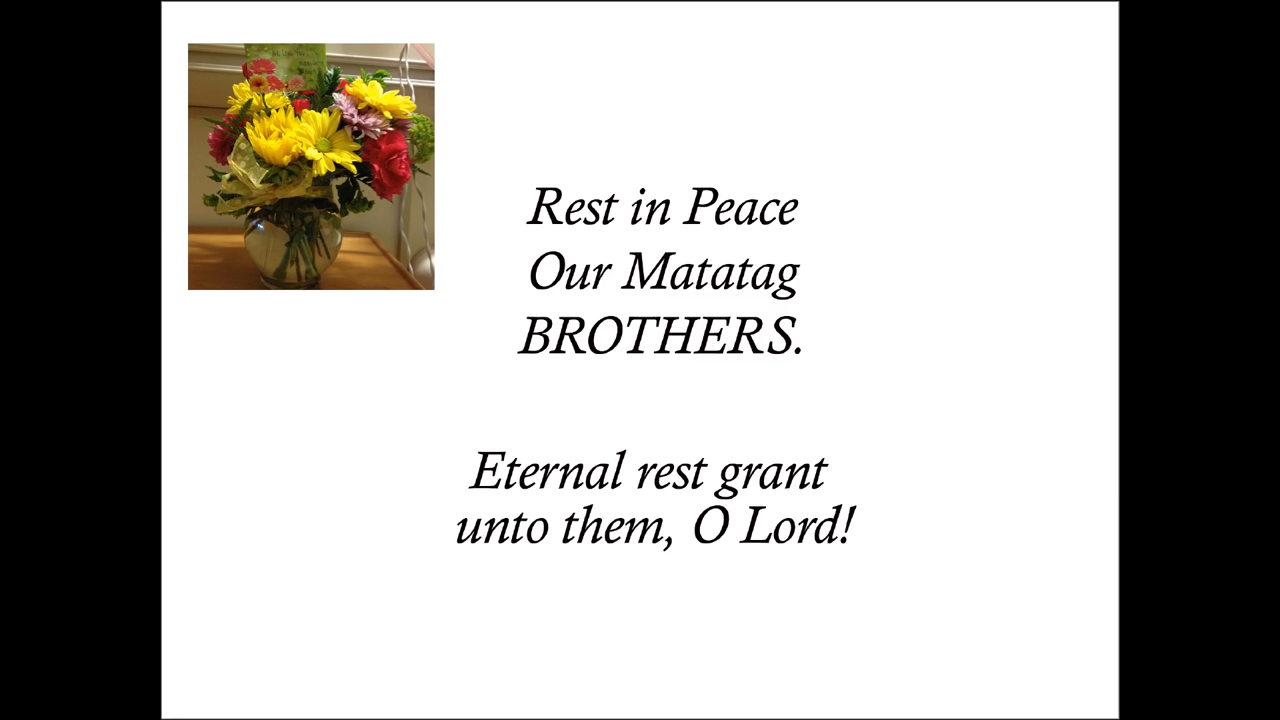 Rest in Peace
Our Matatag
BROTHERS.
Eternal rest grant
unto them, O Lord!